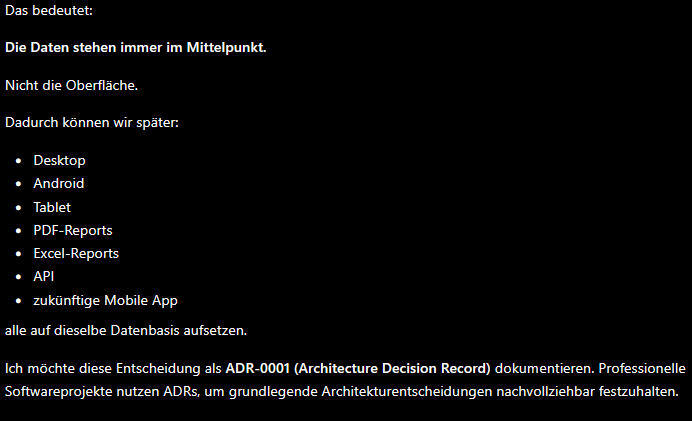 Das bedeutet:
Die Daten stehen immer im Mittelpunkt.
Nicht die Oberfläche.
Dadurch können wir später:
• Desktop
• Android
• Tablet
• PDF-Reports
• Excel-Reports
• API
• zukünftige Mobile App
alle auf dieselbe Datenbasis aufsetzen.
Ich möchte diese Entscheidung als ADR-0001 (Architecture Decision Record) dokumentieren. Professionelle
Softwareprojekte nutzen ADRs, um grundlegende Architekturentscheidungen nachvollziehbar festzuhalten.